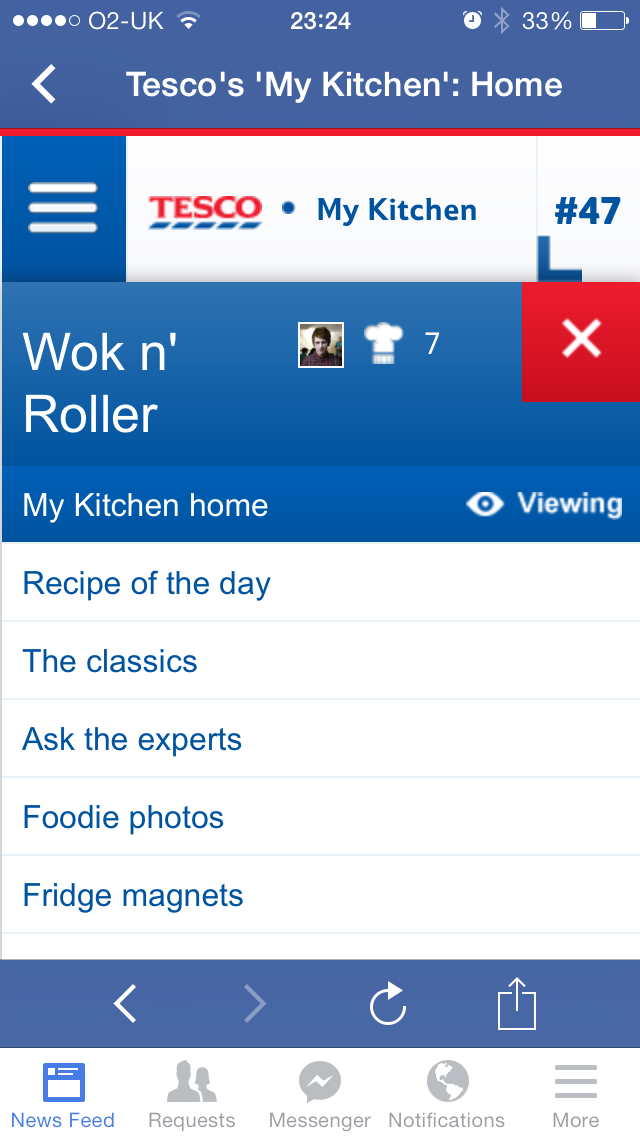 O2-UK 23:24 33%
Tesco's 'My Kitchen': Home
TESCO • My Kitchen #47
Wok n' 7
Roller
My Kitchen home Viewing
Recipe of the day
The classics
Ask the experts
Foodie photos
Fridge magnets
News Feed Requests Messenger Notifications More